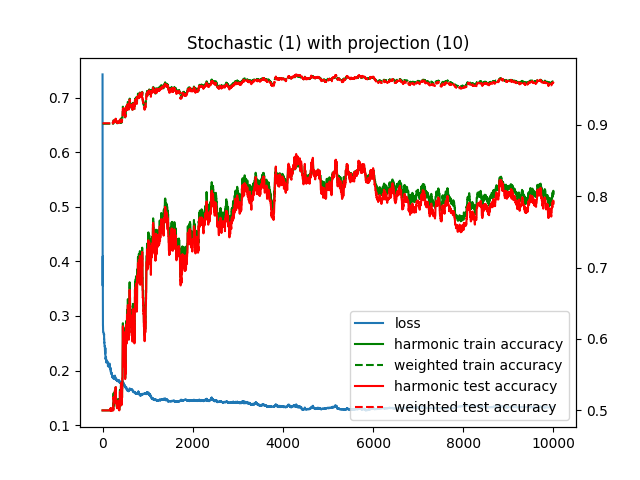 Stochastic (1) with projection (10)
0.7
0.6
0.5
0.4
0.3
0.2
0.1
0.9
0.8
0.7
0.6
0.5
loss
harmonic train accuracy
weighted train accuracy
harmonic test accuracy
weighted test accuracy
0 2000 4000 6000 8000 10000